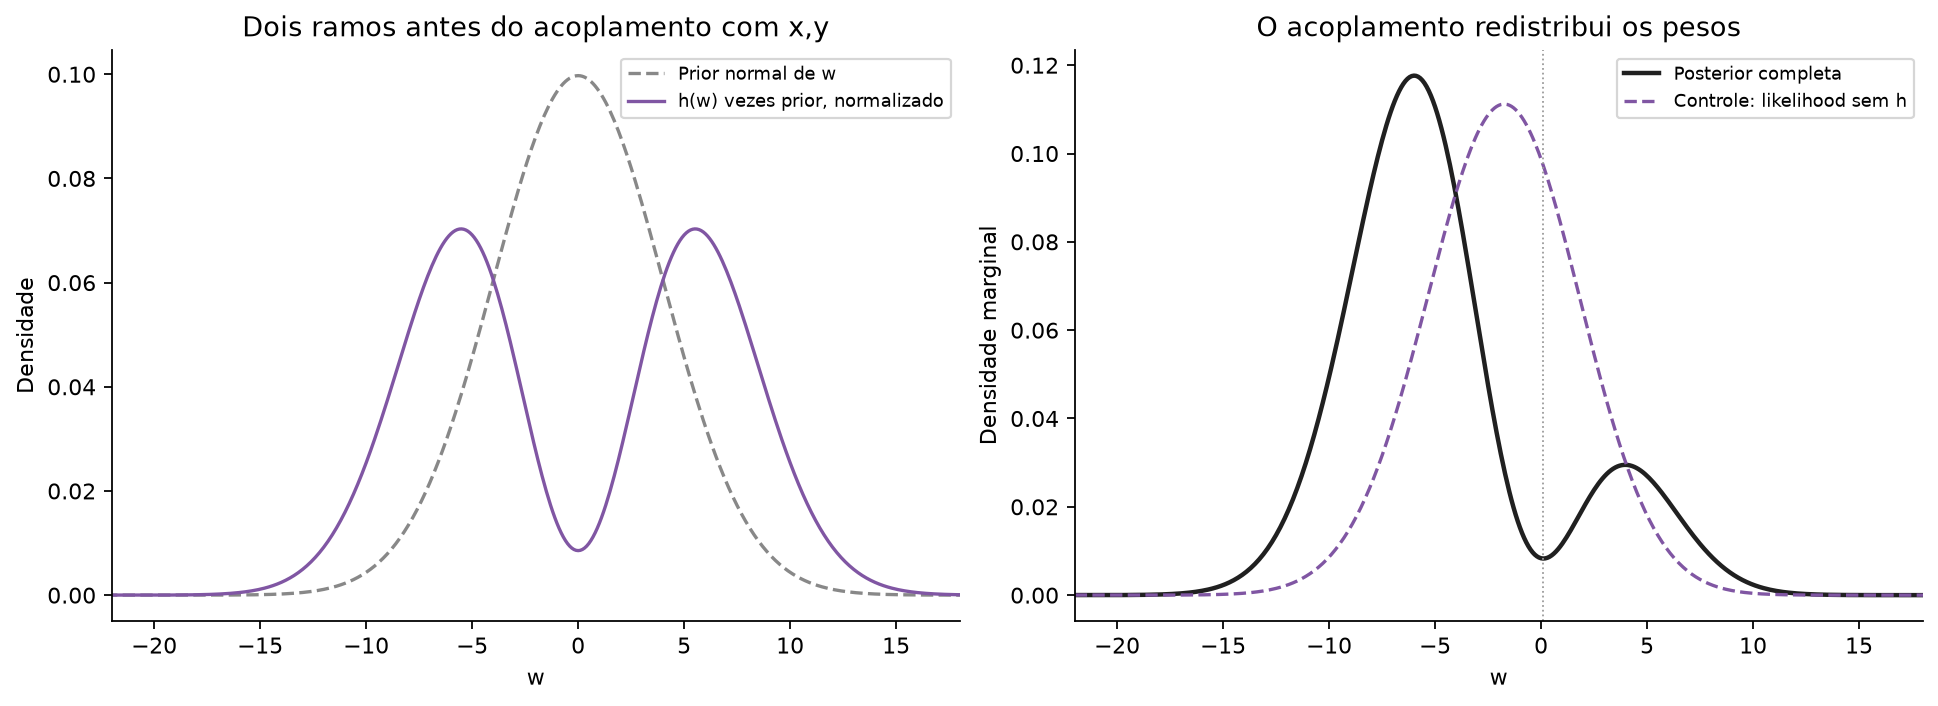 Dois ramos antes do acoplamento com x,y
Prior normal de w
h(w) vezes prior, normalizado
Densidade
0.10
0.08
0.06
0.04
0.02
0.00
−20 −15 −10 −5 0 5 10 15
w
O acoplamento redistribui os pesos
Posterior completa
Controle: likelihood sem h
Densidade marginal
0.12
0.10
0.08
0.06
0.04
0.02
0.00
−20 −15 −10 −5 0 5 10 15
w